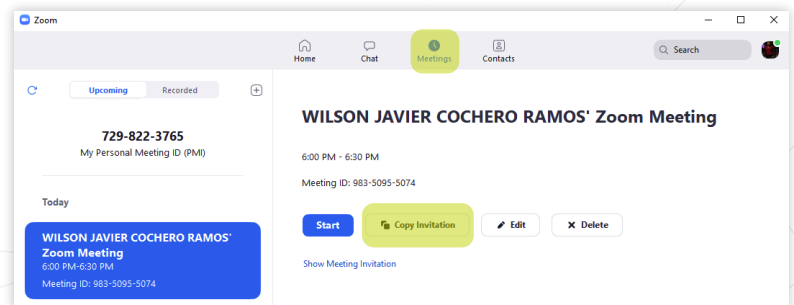 Zoom
Home Chat Meetings Contacts
Search
Upcoming Recorded
729-822-3765
My Personal Meeting ID (PMI)
Today
WILSON JAVIER COCHERO RAMOS'
Zoom Meeting
6:00 PM-6:30 PM
Meeting ID: 983-5095-5074
WILSON JAVIER COCHERO RAMOS' Zoom Meeting
6:00 PM - 6:30 PM
Meeting ID: 983-5095-5074
Start Copy Invitation Edit Delete
Show Meeting Invitation